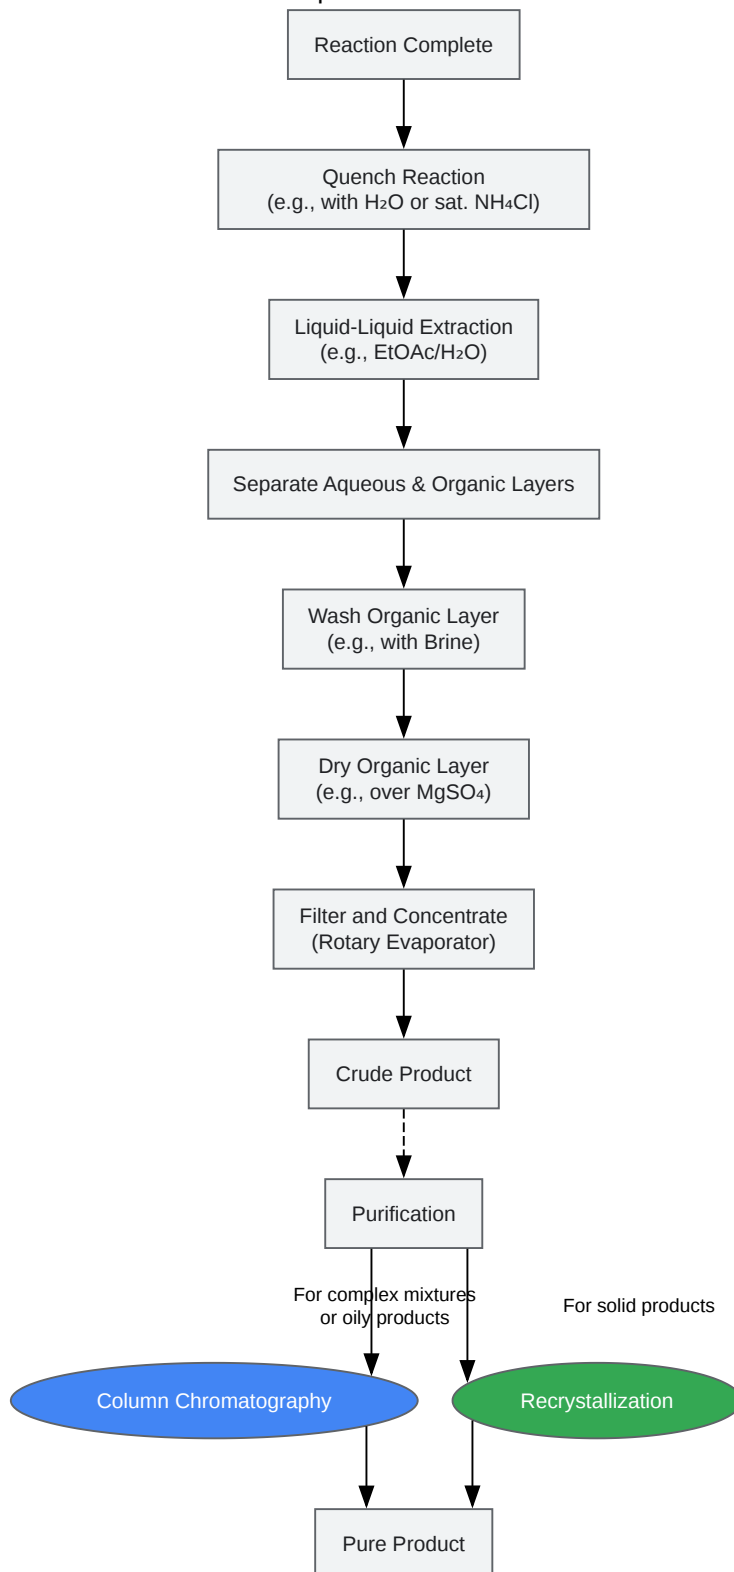 Reaction Complete
Quench Reaction
(e.g., with H₂O or sat. NH₄Cl)
Liquid-Liquid Extraction
(e.g., EtOAc/H₂O)
Separate Aqueous & Organic Layers
Wash Organic Layer
(e.g., with Brine)
Dry Organic Layer
(e.g., over MgSO₄)
Filter and Concentrate
(Rotary Evaporator)
Crude Product
Purification
For complex mixtures
or oily products
For solid products
Column Chromatography
Recrystallization
Pure Product